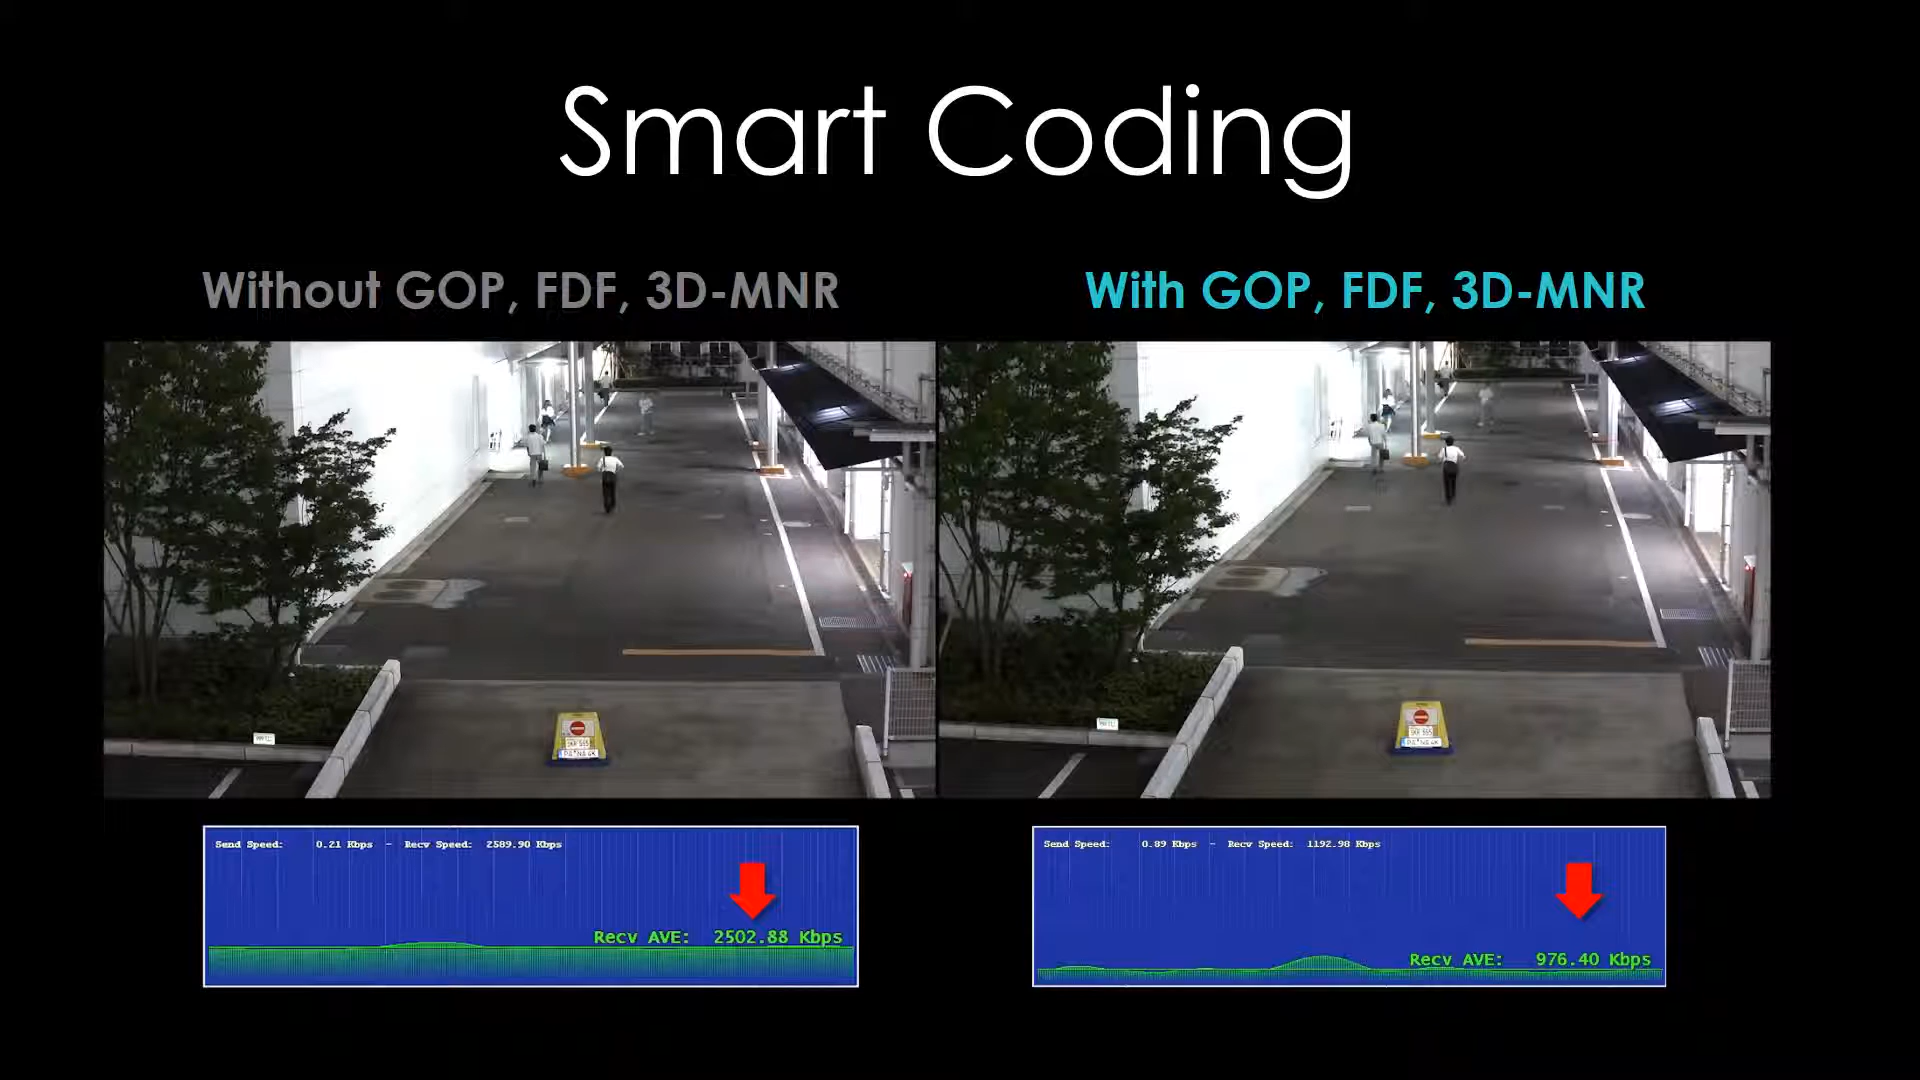 Smart Coding
Without GOP, FDF, 3D-MNR
With GOP, FDF, 3D-MNR
Send Speed: 0.21 Kbps - Recv Speed: 2589.90 Kbps
Recv AVE: 2502.88 Kbps
Send Speed: 0.89 Kbps - Recv Speed: 1192.98 Kbps
Recv AVE: 976.40 Kbps